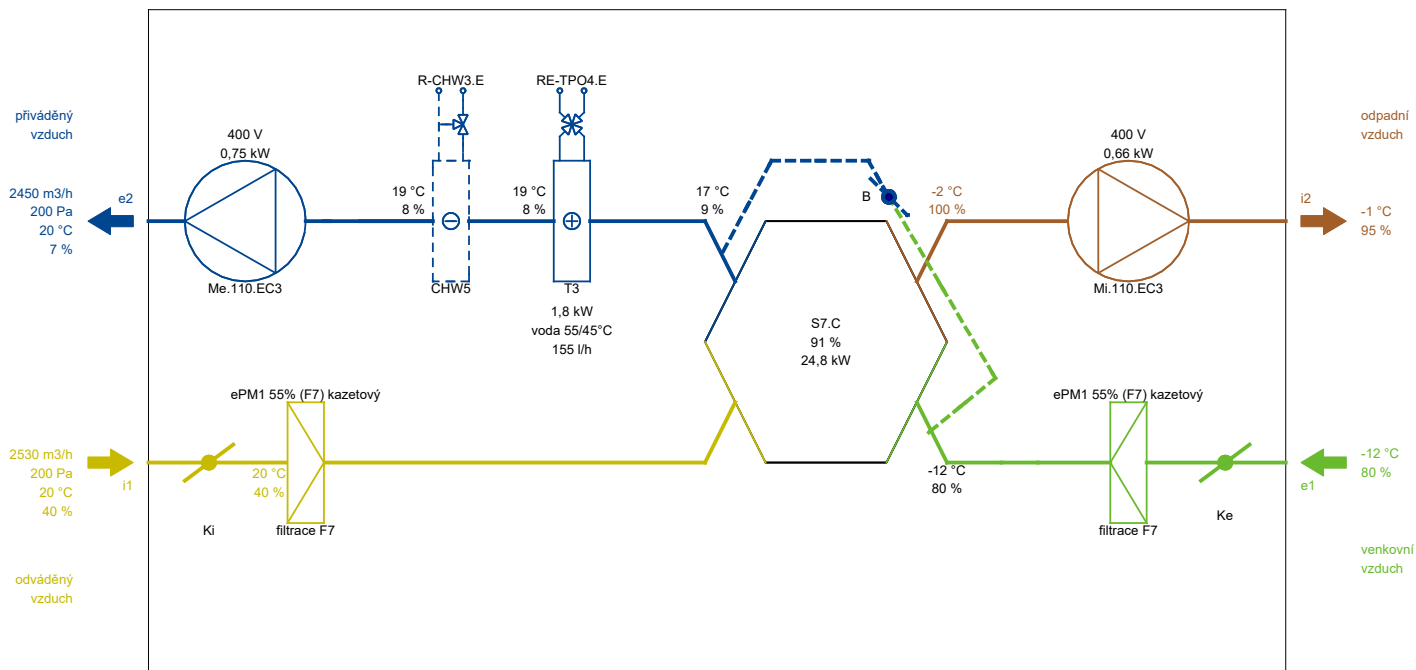 R-CHW3.E
RE-TPO4.E
přiváděný
vzduch
odpadní
vzduch
400 V
0,75 kW
400 V
0,66 kW
2450 m3/h
200 Pa
20 °C
7 %
e2
19 °C
8 %
19 °C
8 %
17 °C
9 %
B
-2 °C
100 %
i2
-1 °C
95 %
Me.110.EC3
CHW5
T3
Mi.110.EC3
1,8 kW
voda 55/45°C
155 l/h
S7.C
91 %
24,8 kW
ePM1 55% (F7) kazetový
ePM1 55% (F7) kazetový
2530 m3/h
200 Pa
20 °C
40 %
i1
20 °C
40 %
-12 °C
80 %
-12 °C
80 %
e1
Ki
filtrace F7
filtrace F7
Ke
odváděný
vzduch
venkovní
vzduch